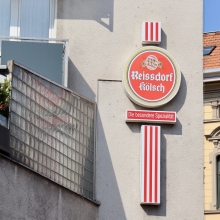 Reissdorf
Kölsch
Die besondere Spezialität